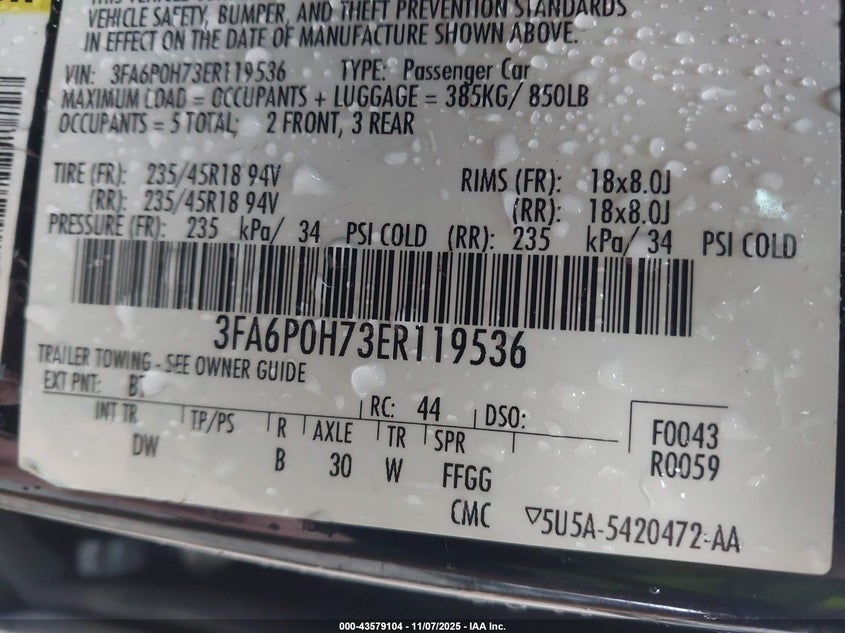 VEHICLE SAFETY, BUMPER, AND THEFT PREVENTION STANDARDS
IN EFFECT ON THE DATE OF MANUFACTURE SHOWN ABOVE.
VIN: 3FA6P0H73ER119536 TYPE: Passenger Car
MAXIMUM LOAD = OCCUPANTS + LUGGAGE = 385KG/ 850LB
OCCUPANTS = 5 TOTAL; 2 FRONT, 3 REAR
TIRE (FR): 235/45R18 94V RIMS (FR): 18x8.0J
(RR): 235/45R18 94V (RR): 18x8.0J
PRESSURE (FR): 235 kPa/ 34 PSI COLD (RR): 235 kPa/ 34 PSI COLD
3FA6P0H73ER119536
TRAILER TOWING - SEE OWNER GUIDE
EXT PNT: RC: 44 DSO:
INT TR TP/PS R AXLE TR SPR F0043
DW B 30 W FFGG R0059
CMC ▽5U5A-5420472-AA
000-43579104 - 11/07/2025 - IAA Inc.